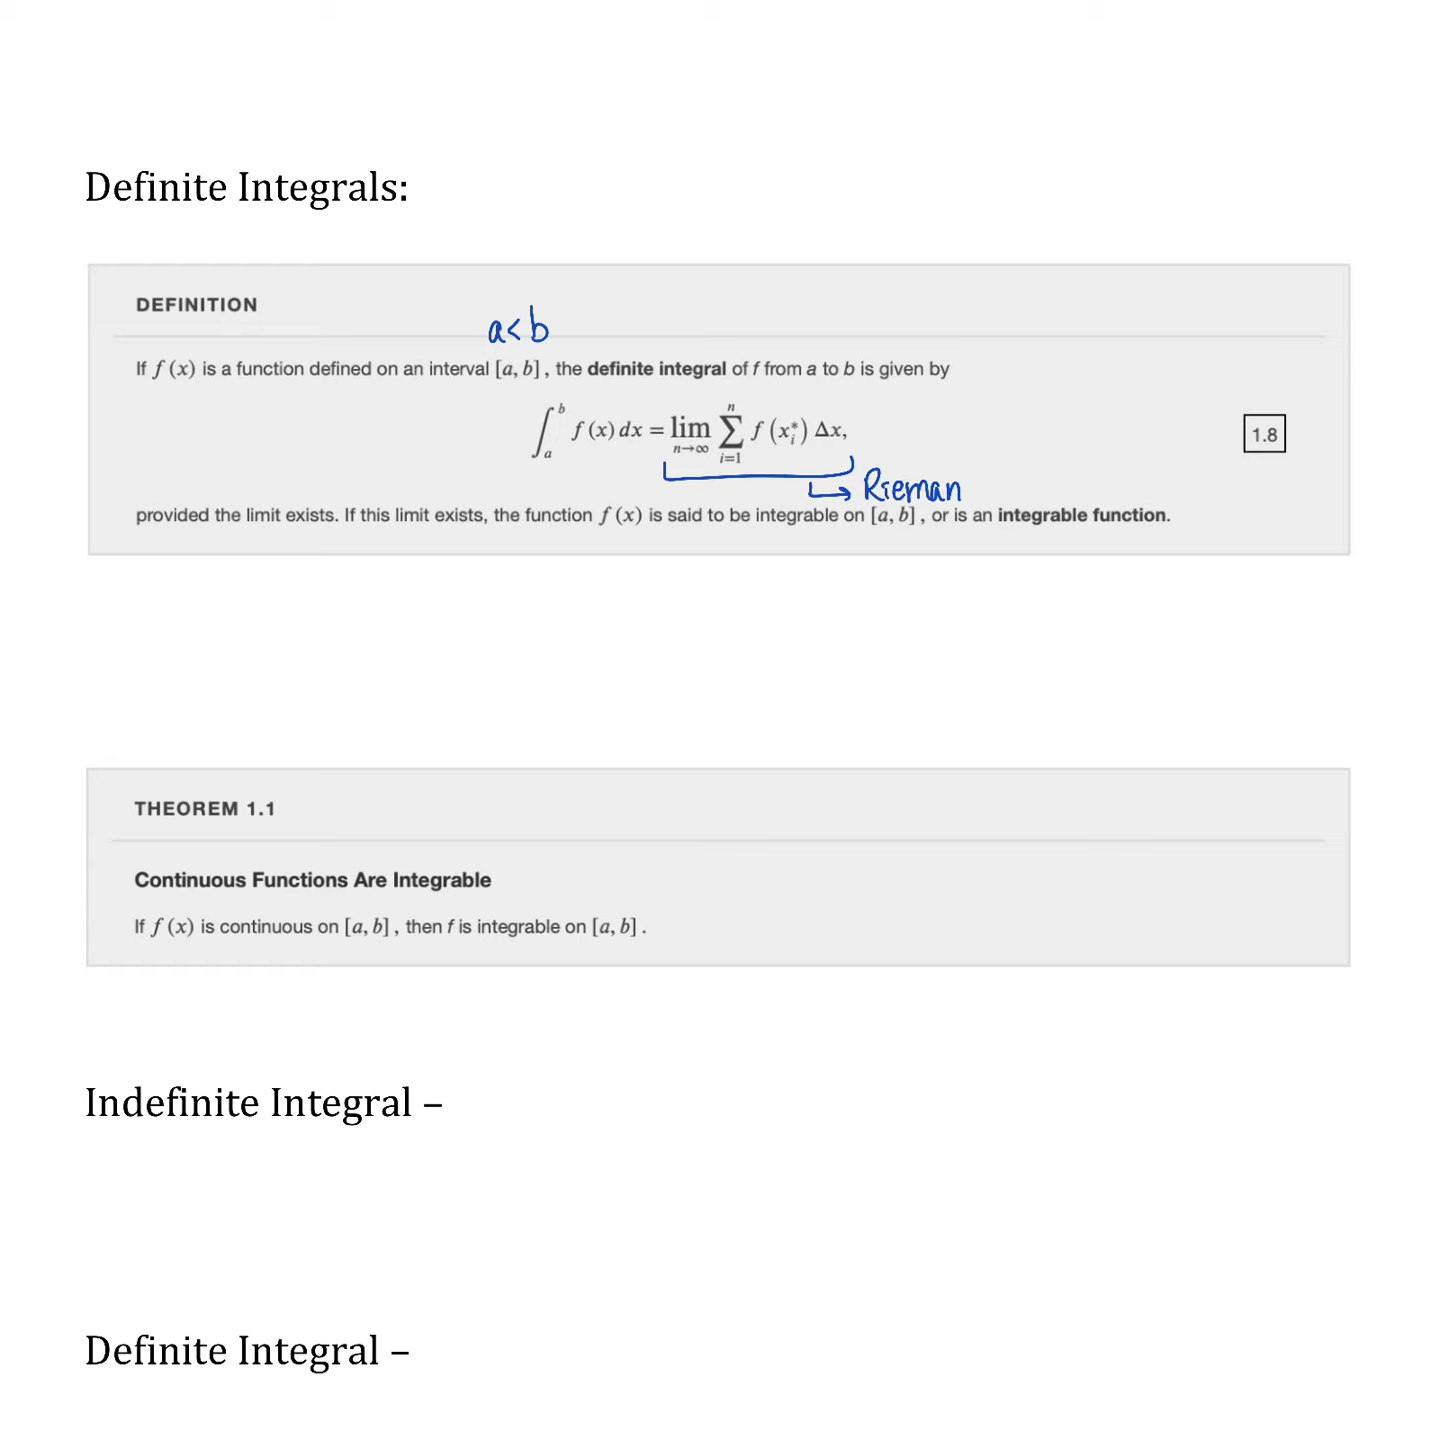 Definite Integrals:
DEFINITION
a<b
If f (x) is a function defined on an interval [a, b] , the definite integral of f from a to b is given by
∫_a^b f (x) dx = lim_{n→∞} ∑_{i=1}^n f (x_i^*) Δx,
1.8
Rieman
provided the limit exists. If this limit exists, the function f (x) is said to be integrable on [a, b] , or is an integrable function.
THEOREM 1.1
Continuous Functions Are Integrable
If f (x) is continuous on [a, b] , then f is integrable on [a, b] .
Indefinite Integral –
Definite Integral –